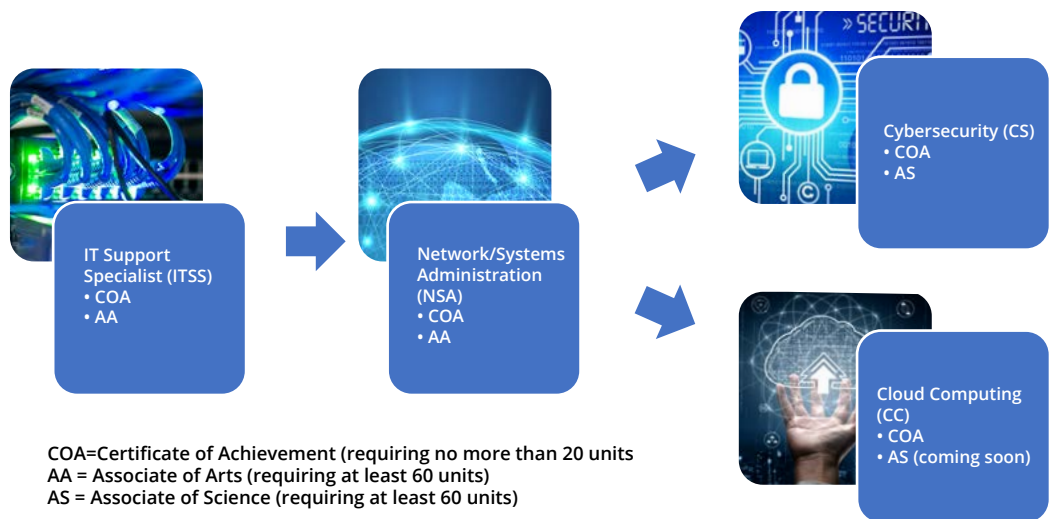 IT Support
Specialist (ITSS)
• COA
• AA
Network/Systems
Administration
(NSA)
• COA
• AA
» SECURI
Cybersecurity (CS)
• COA
• AS
Cloud Computing
(CC)
• COA
• AS (coming soon)
COA=Certificate of Achievement (requiring no more than 20 units
AA = Associate of Arts (requiring at least 60 units)
AS = Associate of Science (requiring at least 60 units)